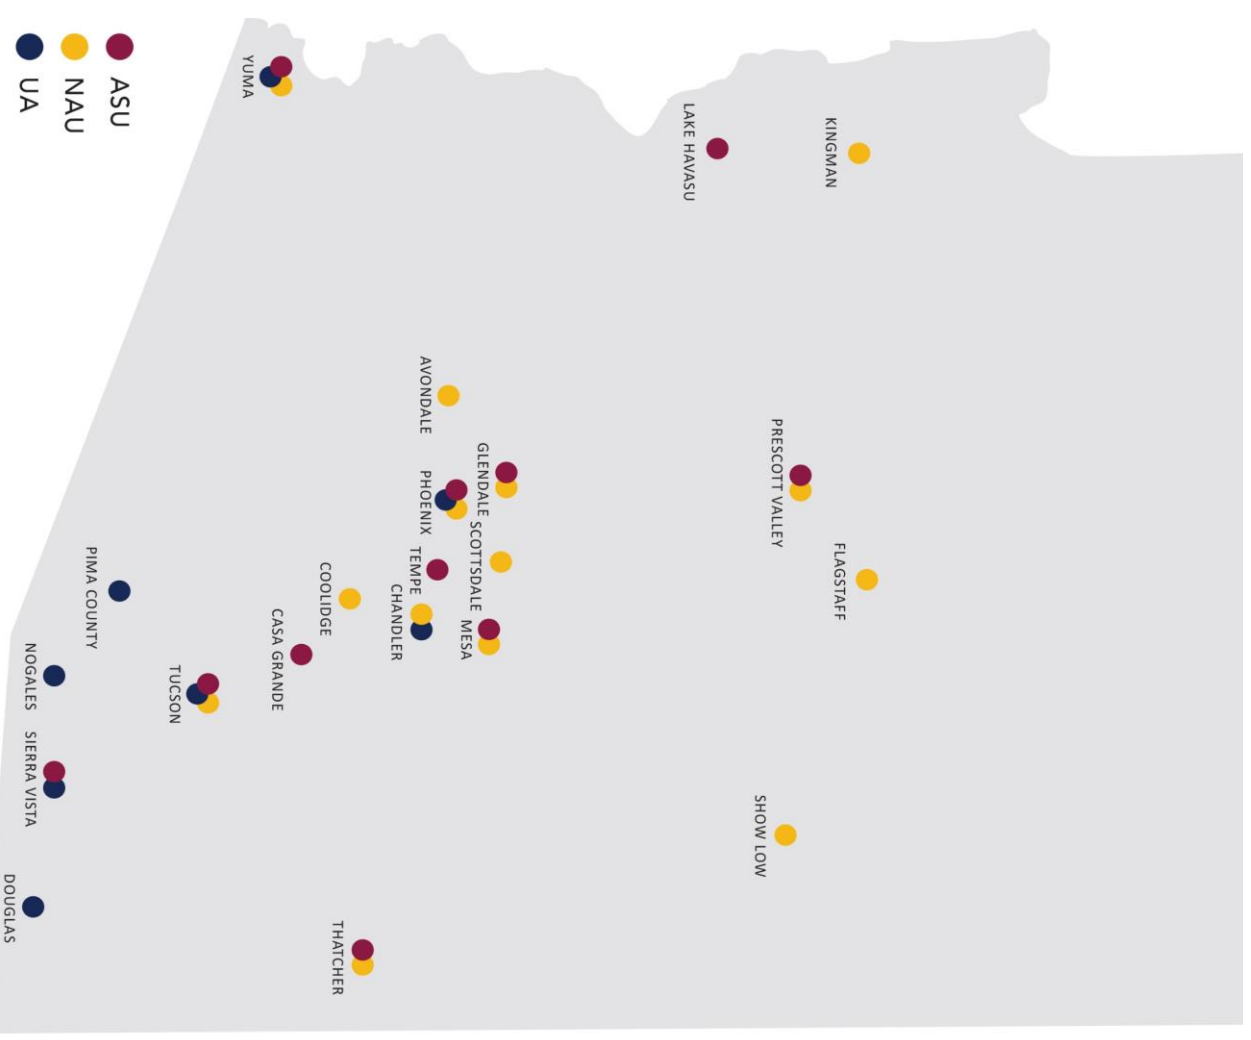 KINGMAN
FLAGSTAFF
PRESCOTT VALLEY
SHOW LOW
LAKE HAVASU
GLENDALE
SCOTTSDALE
MESA
AVONDALE
PHOENIX
TEMPE
CHANDLER
THATCHER
COOLIDGE
CASA GRANDE
YUMA
TUCSON
PIMA COUNTY
NOGALES
SIERRA VISTA
DOUGLAS
ASU
NAU
UA